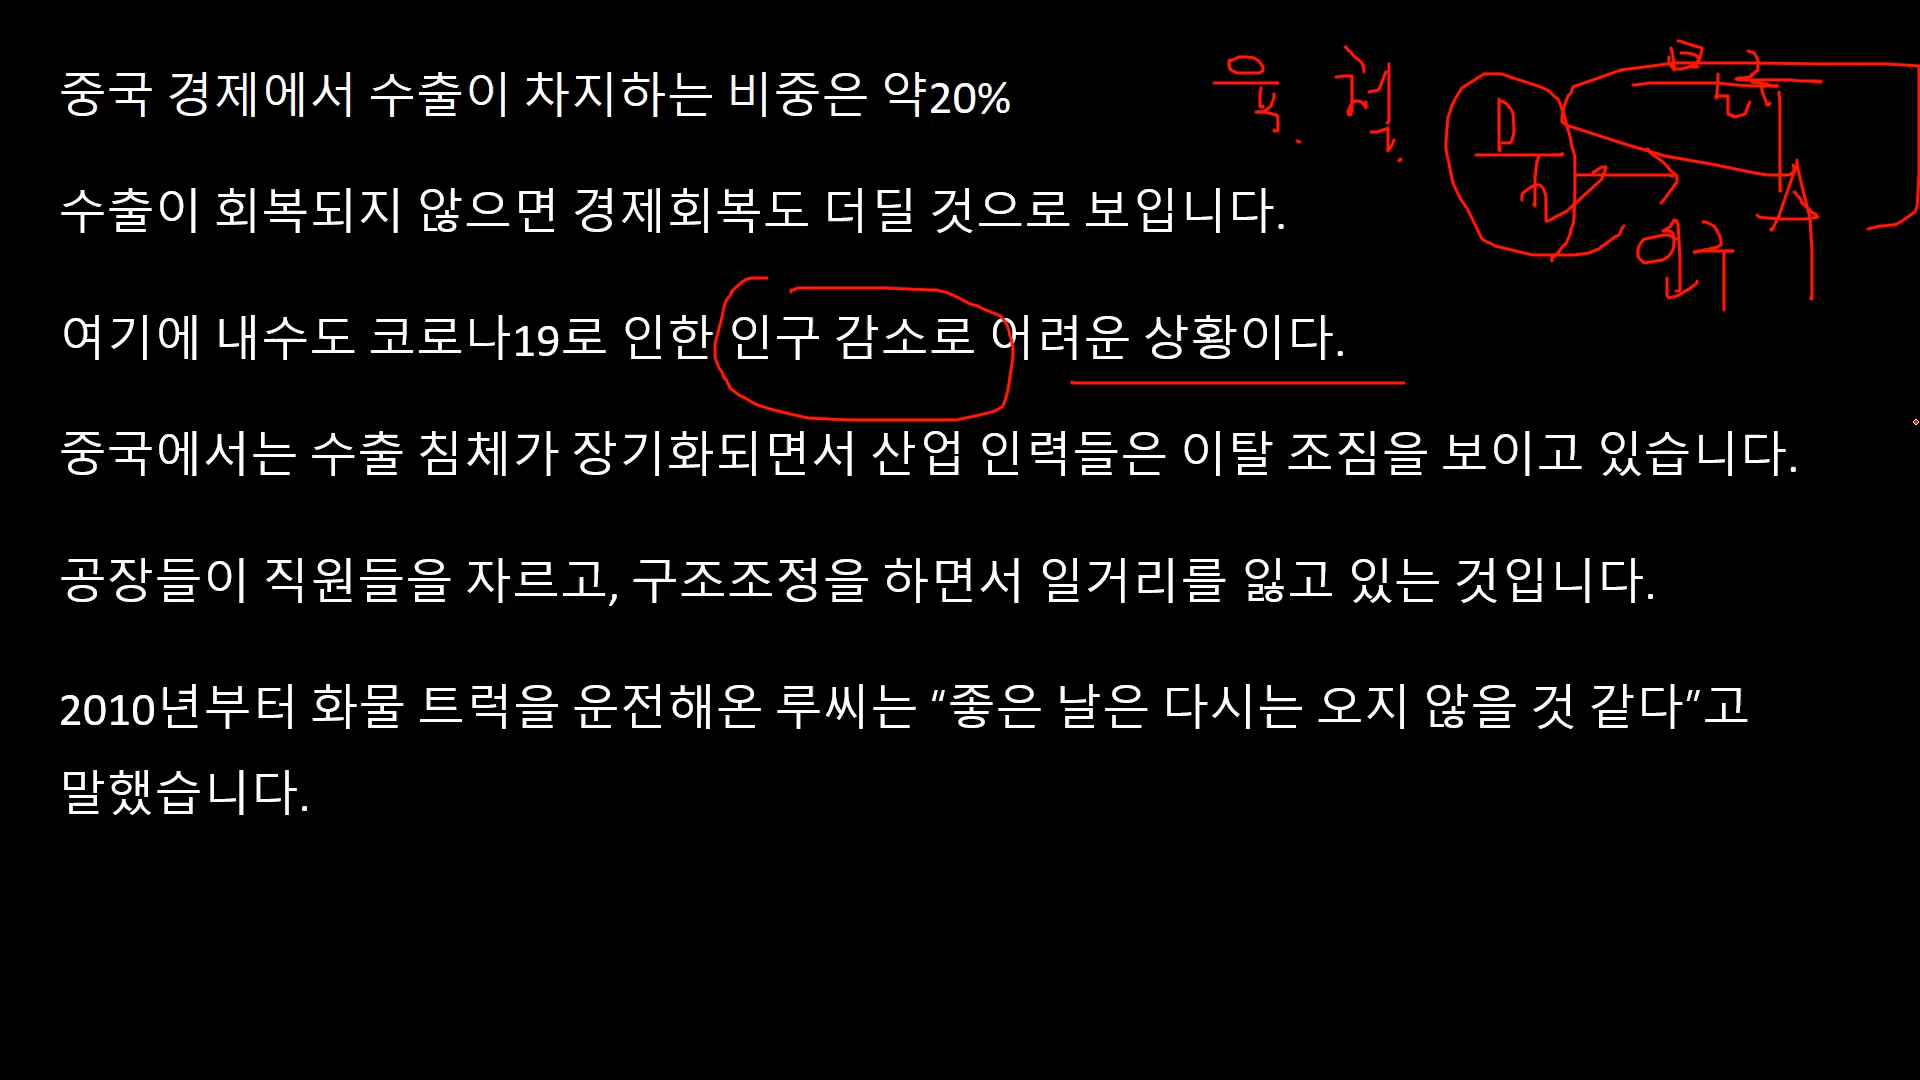 중국 경제에서 수출이 차지하는 비중은 약20%
수출이 회복되지 않으면 경제회복도 더딜 것으로 보입니다.
인구
여기에 내수도 코로나19로 인한 인구 감소로 어려운 상황이다.
중국에서는 수출 침체가 장기화되면서 산업 인력들은 이탈 조짐을 보이고 있습니다.
공장들이 직원들을 자르고, 구조조정을 하면서 일거리를 잃고 있는 것입니다.
2010년부터 화물 트럭을 운전해온 루씨는 “좋은 날은 다시는 오지 않을 것 같다”고
말했습니다.